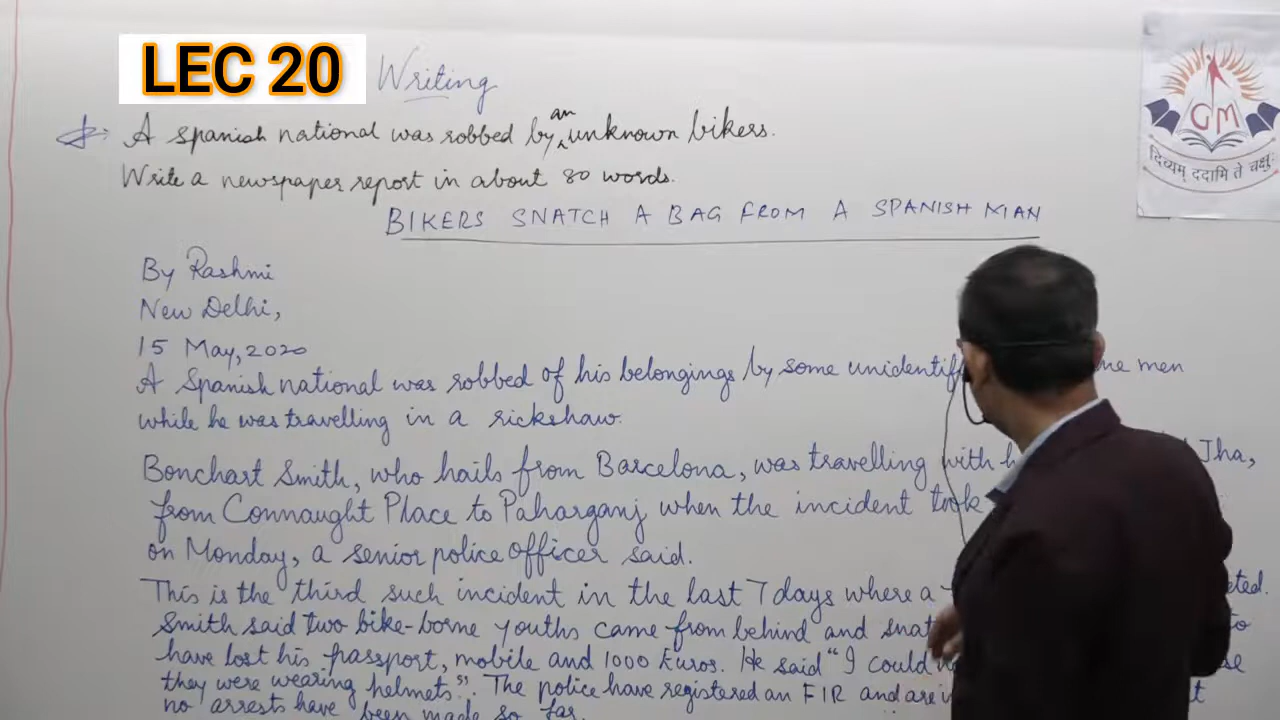 LEC 20
Writing
Q: A Spanish national was robbed by an unknown bikers.
Write a newspaper report in about 80 words.
BIKERS SNATCH A BAG FROM A SPANISH MAN
By Rashmi
New Delhi,
15 May, 2020
A Spanish national was robbed of his belongings by some men
while he was travelling in a rickshaw.
Bonchart Smith, who hails from Barcelona, was travelling with Jha,
from Connaught Place to Paharganj when the incident took
on Monday, a senior police officer said.
This is the third such incident in the last 7 days where a
Smith said two bike-borne youths came from behind and to
have lost his passport, mobile and 1000 Euros. He said "I could
they were wearing helmets". The police have registered an FIR and are
no arrests have been made so far.
GM
दिव्यम् ददामि ते चक्षुः